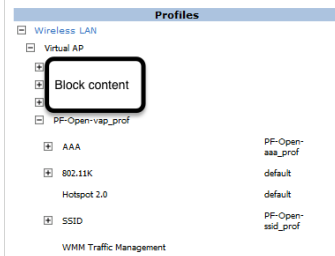 Profiles
Wireless LAN
Virtual AP
Block content
PF-Open-vap_prof
AAA PF-Open-
aaa_prof
802.11K default
Hotspot 2.0 default
SSID PF-Open-
ssid_prof
WMM Traffic Management